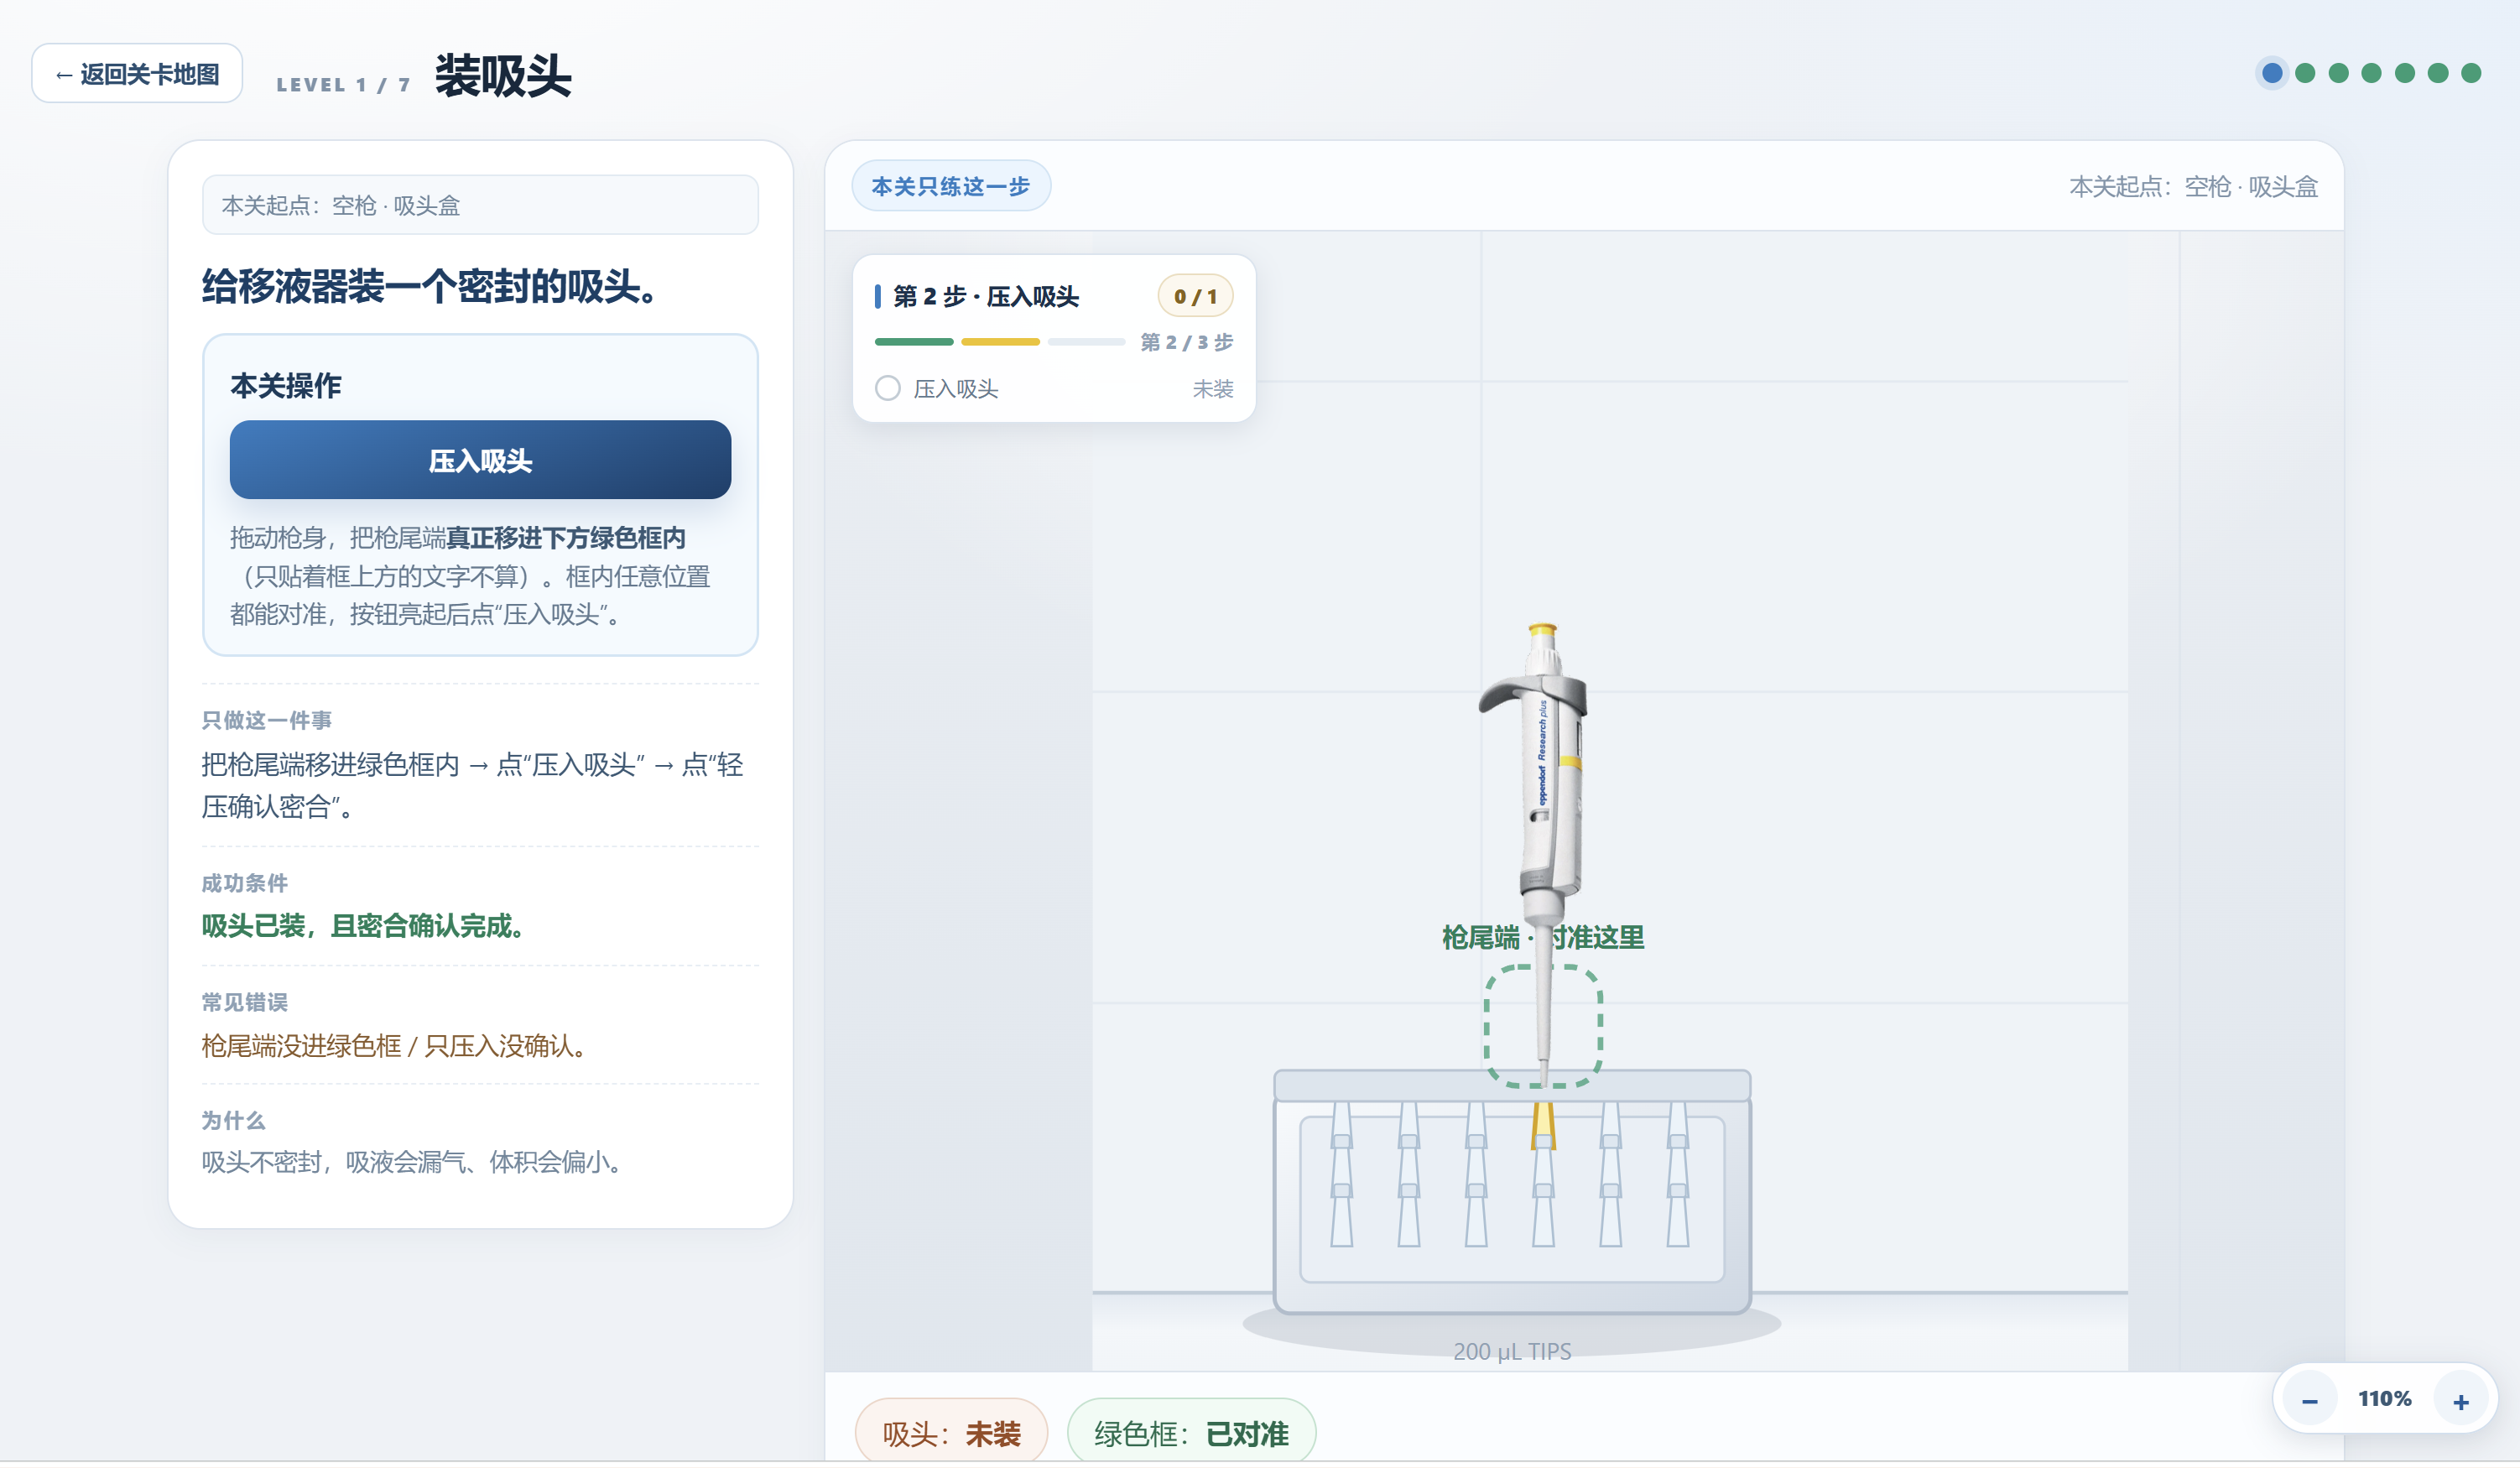 ← 返回关卡地图
LEVEL 1 / 7
装吸头
本关起点：空枪 · 吸头盒
给移液器装一个密封的吸头。
本关操作
压入吸头
拖动枪身，把枪尾端真正移进下方绿色框内
（只贴着框上方的文字不算）。框内任意位置
都能对准，按钮亮起后点“压入吸头”。
只做这一件事
把枪尾端移进绿色框内 → 点“压入吸头” → 点“轻
压确认密合”。
成功条件
吸头已装，且密合确认完成。
常见错误
枪尾端没进绿色框 / 只压入没确认。
为什么
吸头不密封，吸液会漏气、体积会偏小。
本关只练这一步
本关起点：空枪 · 吸头盒
第 2 步 · 压入吸头
0 / 1
第 2 / 3 步
压入吸头
未装
eppendorf Research plus
枪尾端 · 对准这里
200 µL TIPS
吸头：未装
绿色框：已对准
− 110% +